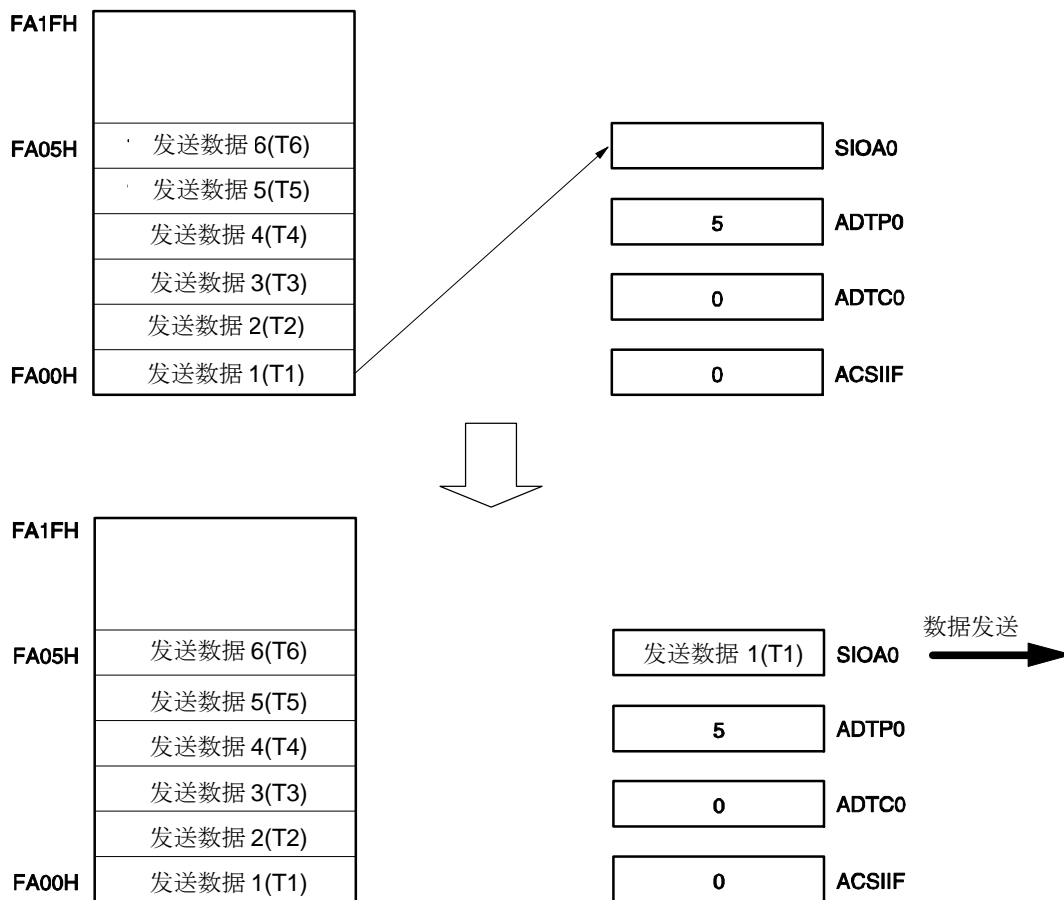 FA1FH
FA05H 发送数据 6(T6) SIOA0
发送数据 5(T5)
发送数据 4(T4) 5 ADTP0
发送数据 3(T3) 0 ADTC0
发送数据 2(T2)
FA00H 发送数据 1(T1) 0 ACSIIF
FA1FH
数据发送
FA05H 发送数据 6(T6) 发送数据 1(T1) SIOA0
发送数据 5(T5)
发送数据 4(T4) 5 ADTP0
发送数据 3(T3) 0 ADTC0
发送数据 2(T2)
FA00H 发送数据 1(T1) 0 ACSIIF